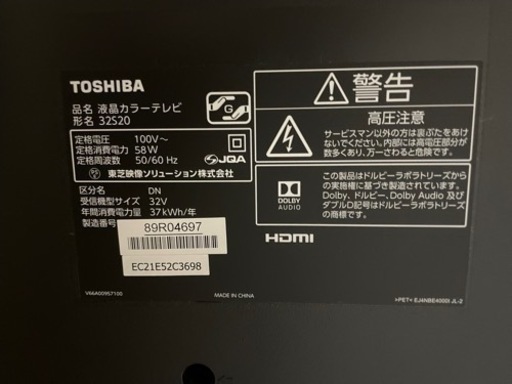 TOSHIBA
品名 液晶カラーテレビ
形名 32S20
定格電圧 100V~
定格消費電力 58W
定格周波数 50/60Hz
JQA
東芝映像ソリューション株式会社
区分名 DN
受信機型サイズ 32V
年間消費電力量 37kWh/年
製造番号
89R04697
EC21E52C3698
V66A00957100
MADE IN CHINA
警告
高圧注意
サービスマン以外の方は裏ぶたをあけ
ないでください。内部には高電圧部分が
数多くあり、万一さわると危険です。
DOLBY
AUDIO
この製品はドルビーラボラトリーズから
の実施権に基づき製造されています。
Dolby、ドルビー、Dolby Audio 及び
ダブルD記号はドルビーラボラトリーズ
の商標です。
HDMI
>PET< EJ4NBE4000I JL-2